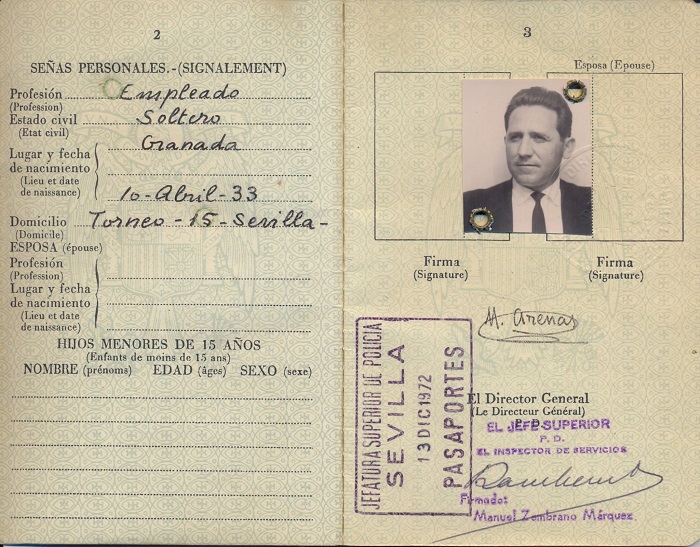 2
SEÑAS PERSONALES.-(SIGNALEMENT)
Profesión Empleado
(Profession)
Estado civil Soltero
(Etat civil)
Granada
Lugar y fecha
de nacimiento
(Lieu et date
de naissance)
10-Abril-33
Domicilio Torneo-15-Sevilla-
(Domicile)
ESPOSA (épouse)
Profesión
(Profession)
Lugar y fecha
de nacimiento
(Lieu et date
de naissance)
HIJOS MENORES DE 15 AÑOS
(Enfants de moins de 15 ans)
NOMBRE (prénoms) EDAD (âges) SEXO (sexe)
3
Esposa (Epouse)
Firma
(Signature)
Firma
(Signature)
M. Arenas
JEFATURA SUPERIOR DE POLICIA
SEVILLA
13 DIC 1972
PASAPORTES
El Director General
(Le Directeur Général)
EL JEFE SUPERIOR
P. D.
EL INSPECTOR DE SERVICIOS
Firmado:
Manuel Zambrano Márquez.